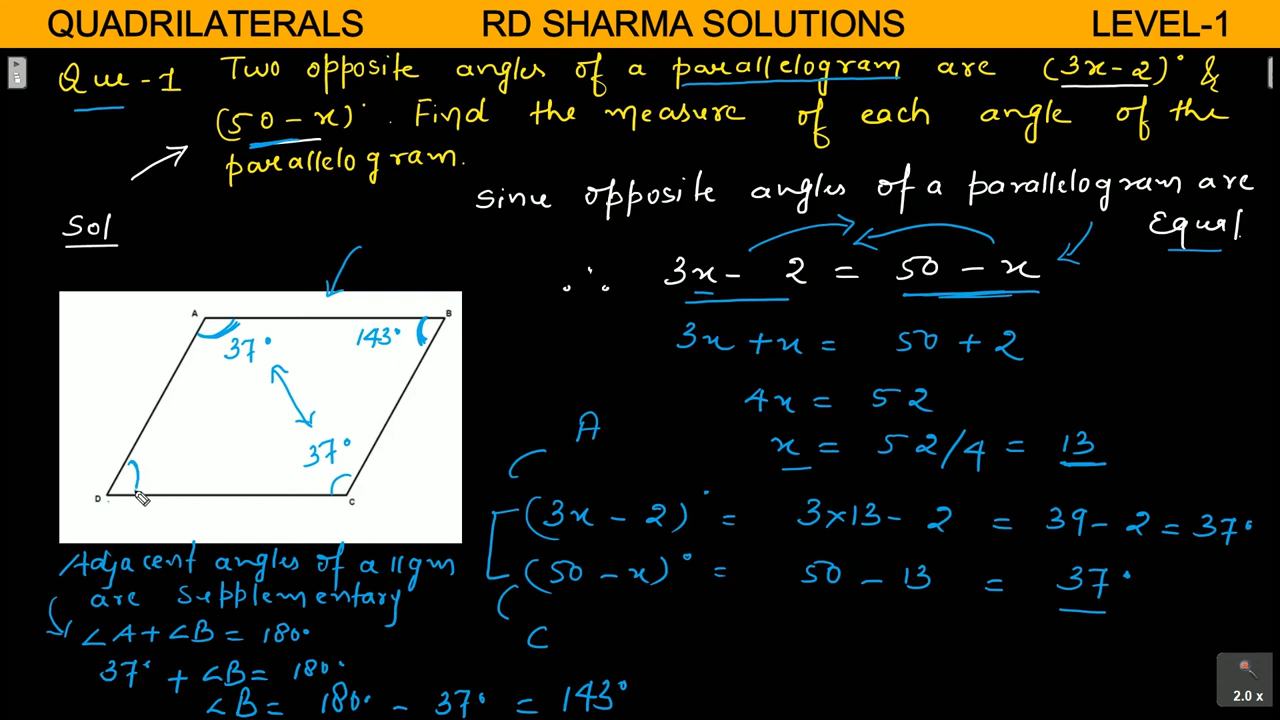 QUADRILATERALS RD SHARMA SOLUTIONS LEVEL-1
Que-1 Two opposite angles of a parallelogram are (3x-2)° &
(50-x)°. Find the measure of each angle of the
parallelogram.
Since opposite angles of a parallelogram are
Equal
Sol
∴ 3x- 2 = 50 - x
3x + x = 50 + 2
4x = 52
x = 52/4 = 13
A B
37° 143°
37°
D C
A
(3x - 2)° = 3x13 - 2 = 39 - 2 = 37°
(50 - x)° = 50 - 13 = 37°
C
Adjacent angles of a ||gm
are supplementary
∠A + ∠B = 180°
37° + ∠B = 180°
∠B = 180° - 37° = 143°
2.0 x